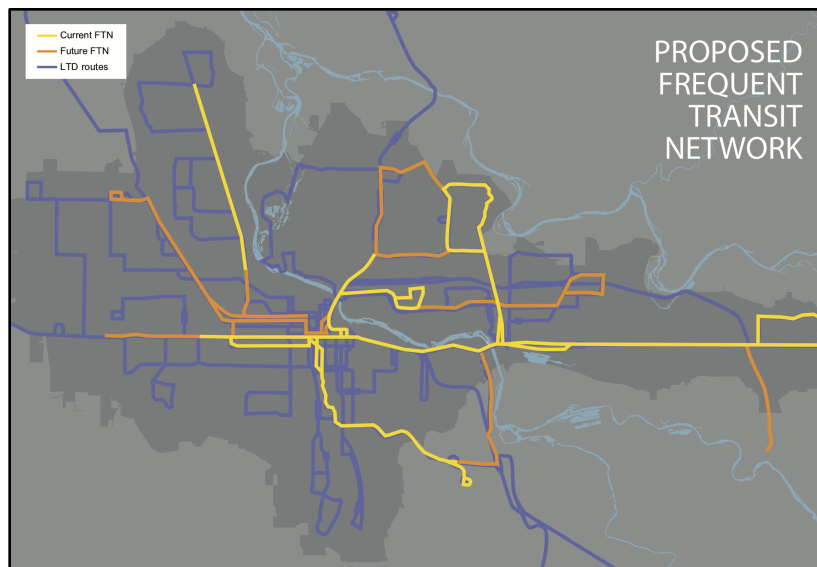 Current FTN
Future FTN
LTD routes
PROPOSED
FREQUENT
TRANSIT
NETWORK